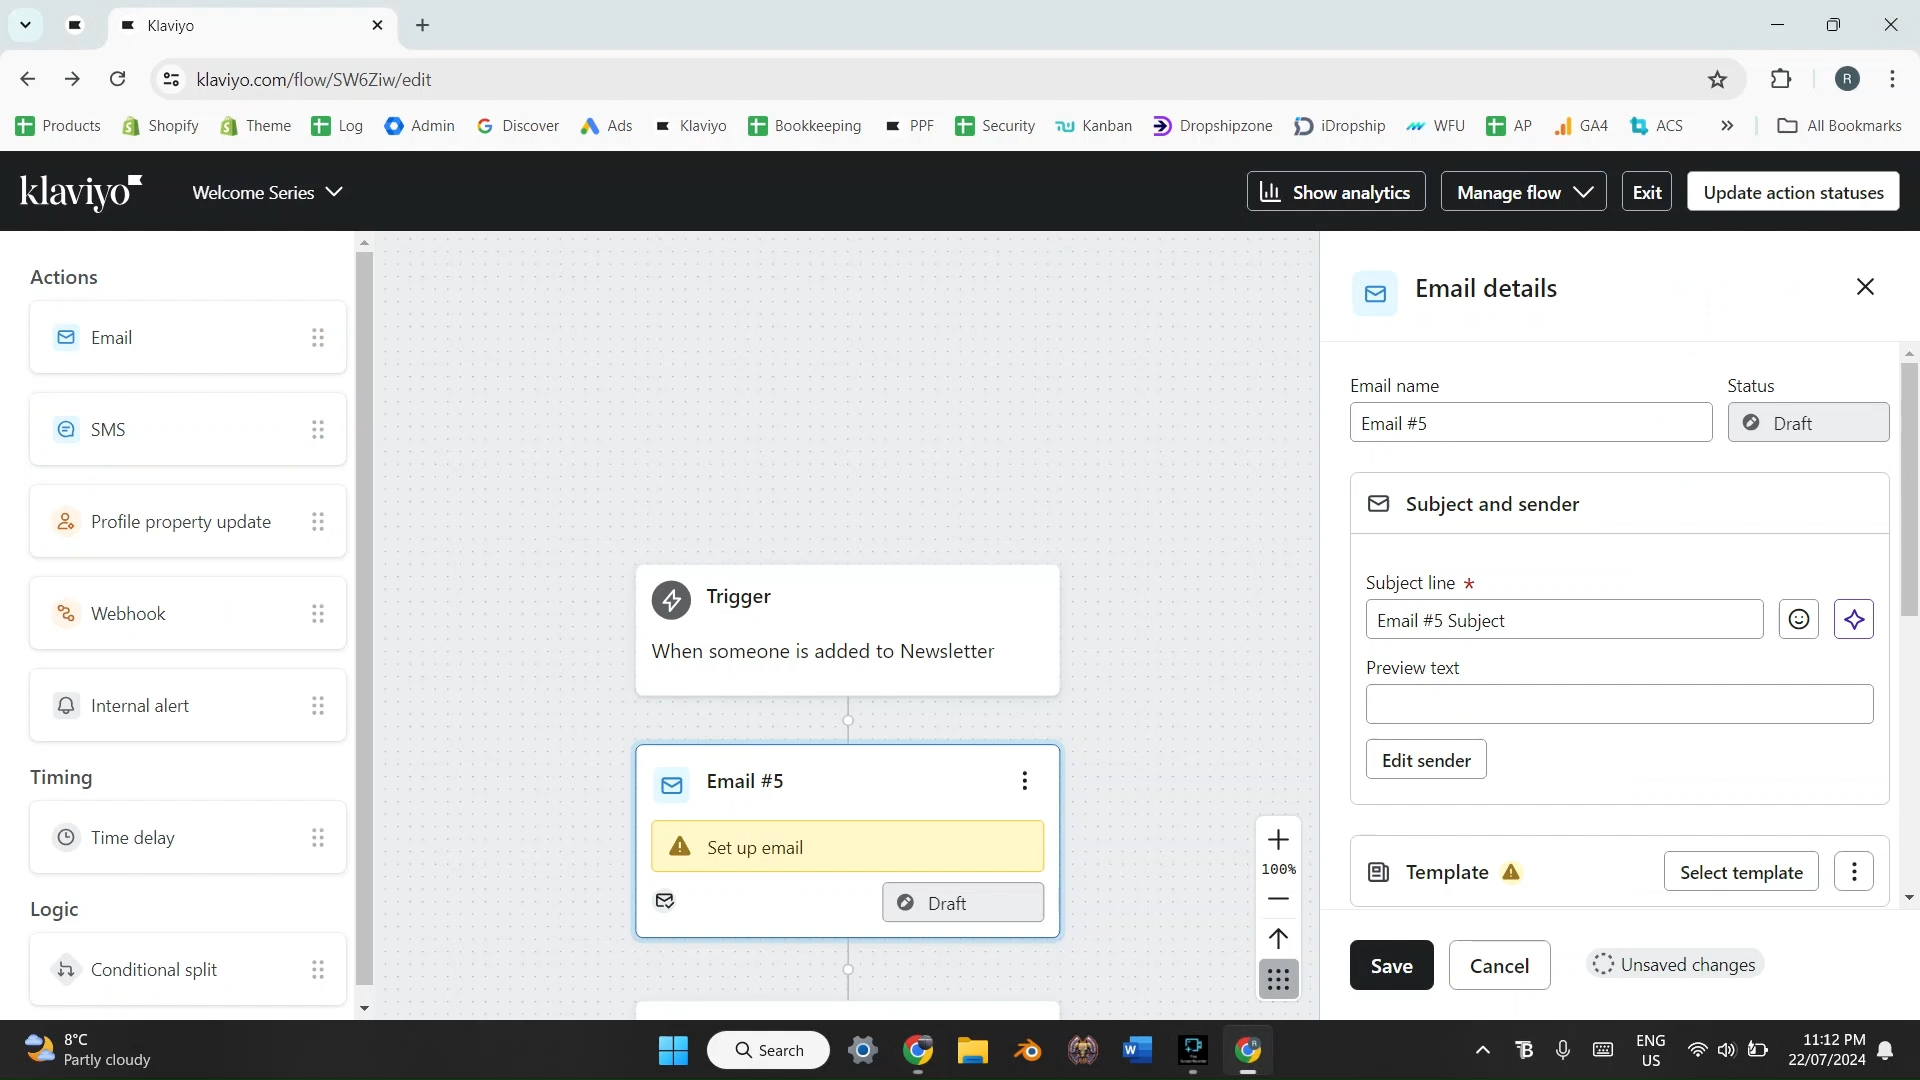 Klaviyo
klaviyo.com/flow/SW6Ziw/edit
R
Products
Shopify
Theme
Log
Admin
Discover
Ads
Klaviyo
Bookkeeping
PPF
Security
Kanban
Dropshipzone
iDropship
WFU
AP
GA4
ACS
All Bookmarks
klaviyo
Welcome Series
Show analytics
Manage flow
Exit
Update action statuses
Actions
Email
SMS
Profile property update
Webhook
Internal alert
Timing
Time delay
Logic
Conditional split
Trigger
When someone is added to Newsletter
Email #5
Set up email
Draft
100%
Email details
Email name
Status
Email #5
Draft
Subject and sender
Subject line *
Email #5 Subject
Preview text
Edit sender
Template
Select template
Save
Cancel
Unsaved changes
8°C
Partly cloudy
Search
ENG
US
11:12 PM
22/07/2024